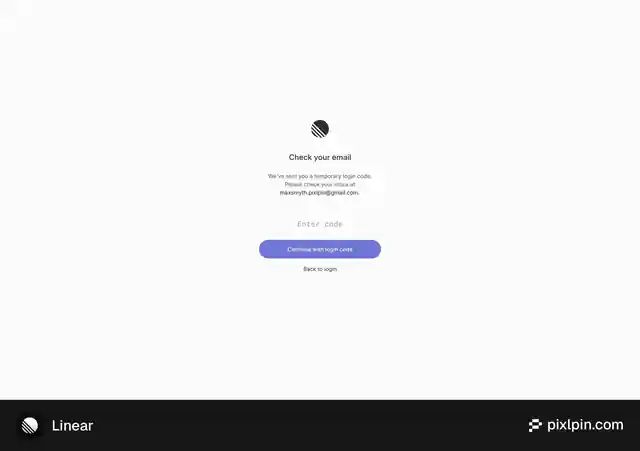 Check your email
We've sent you a temporary login code.
Please check your inbox at
maxsmyth.pixlpin@gmail.com.
Enter code
Continue with login code
Back to login
Linear
pixlpin.com